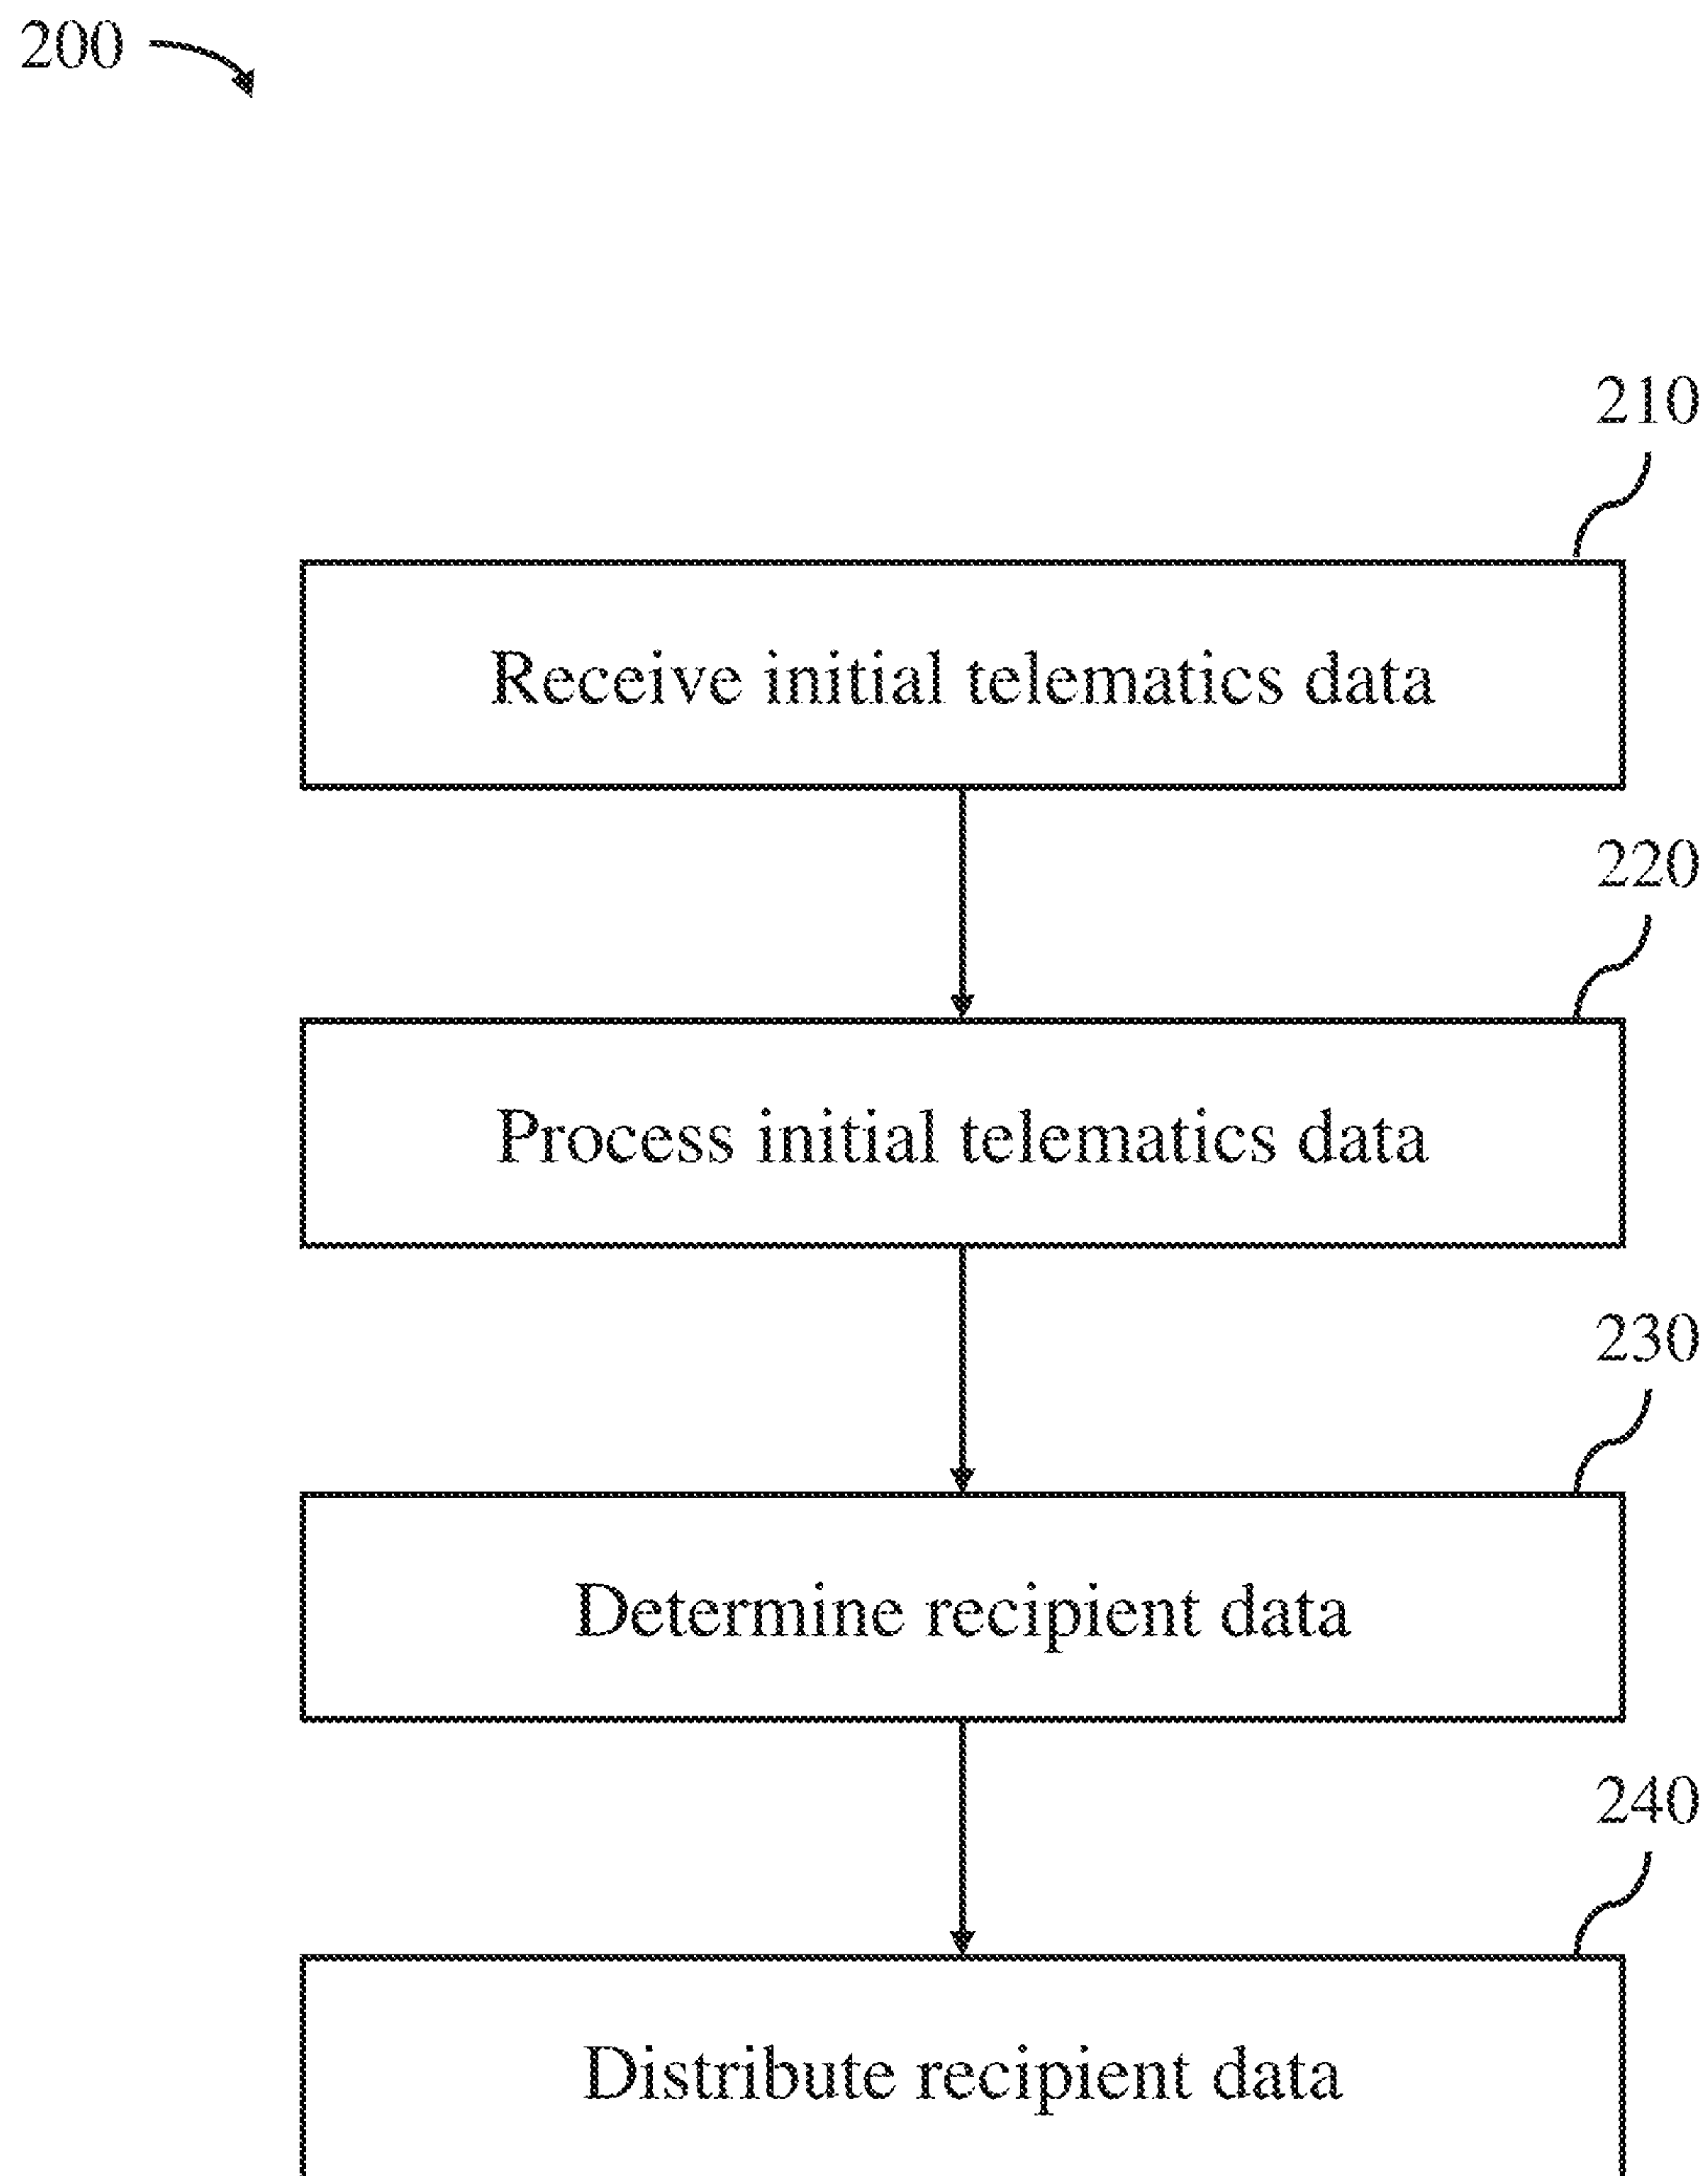 200
210
Receive initial telematics data
220
Process initial telematics data
230
Determine recipient data
240
Distribute recipient data